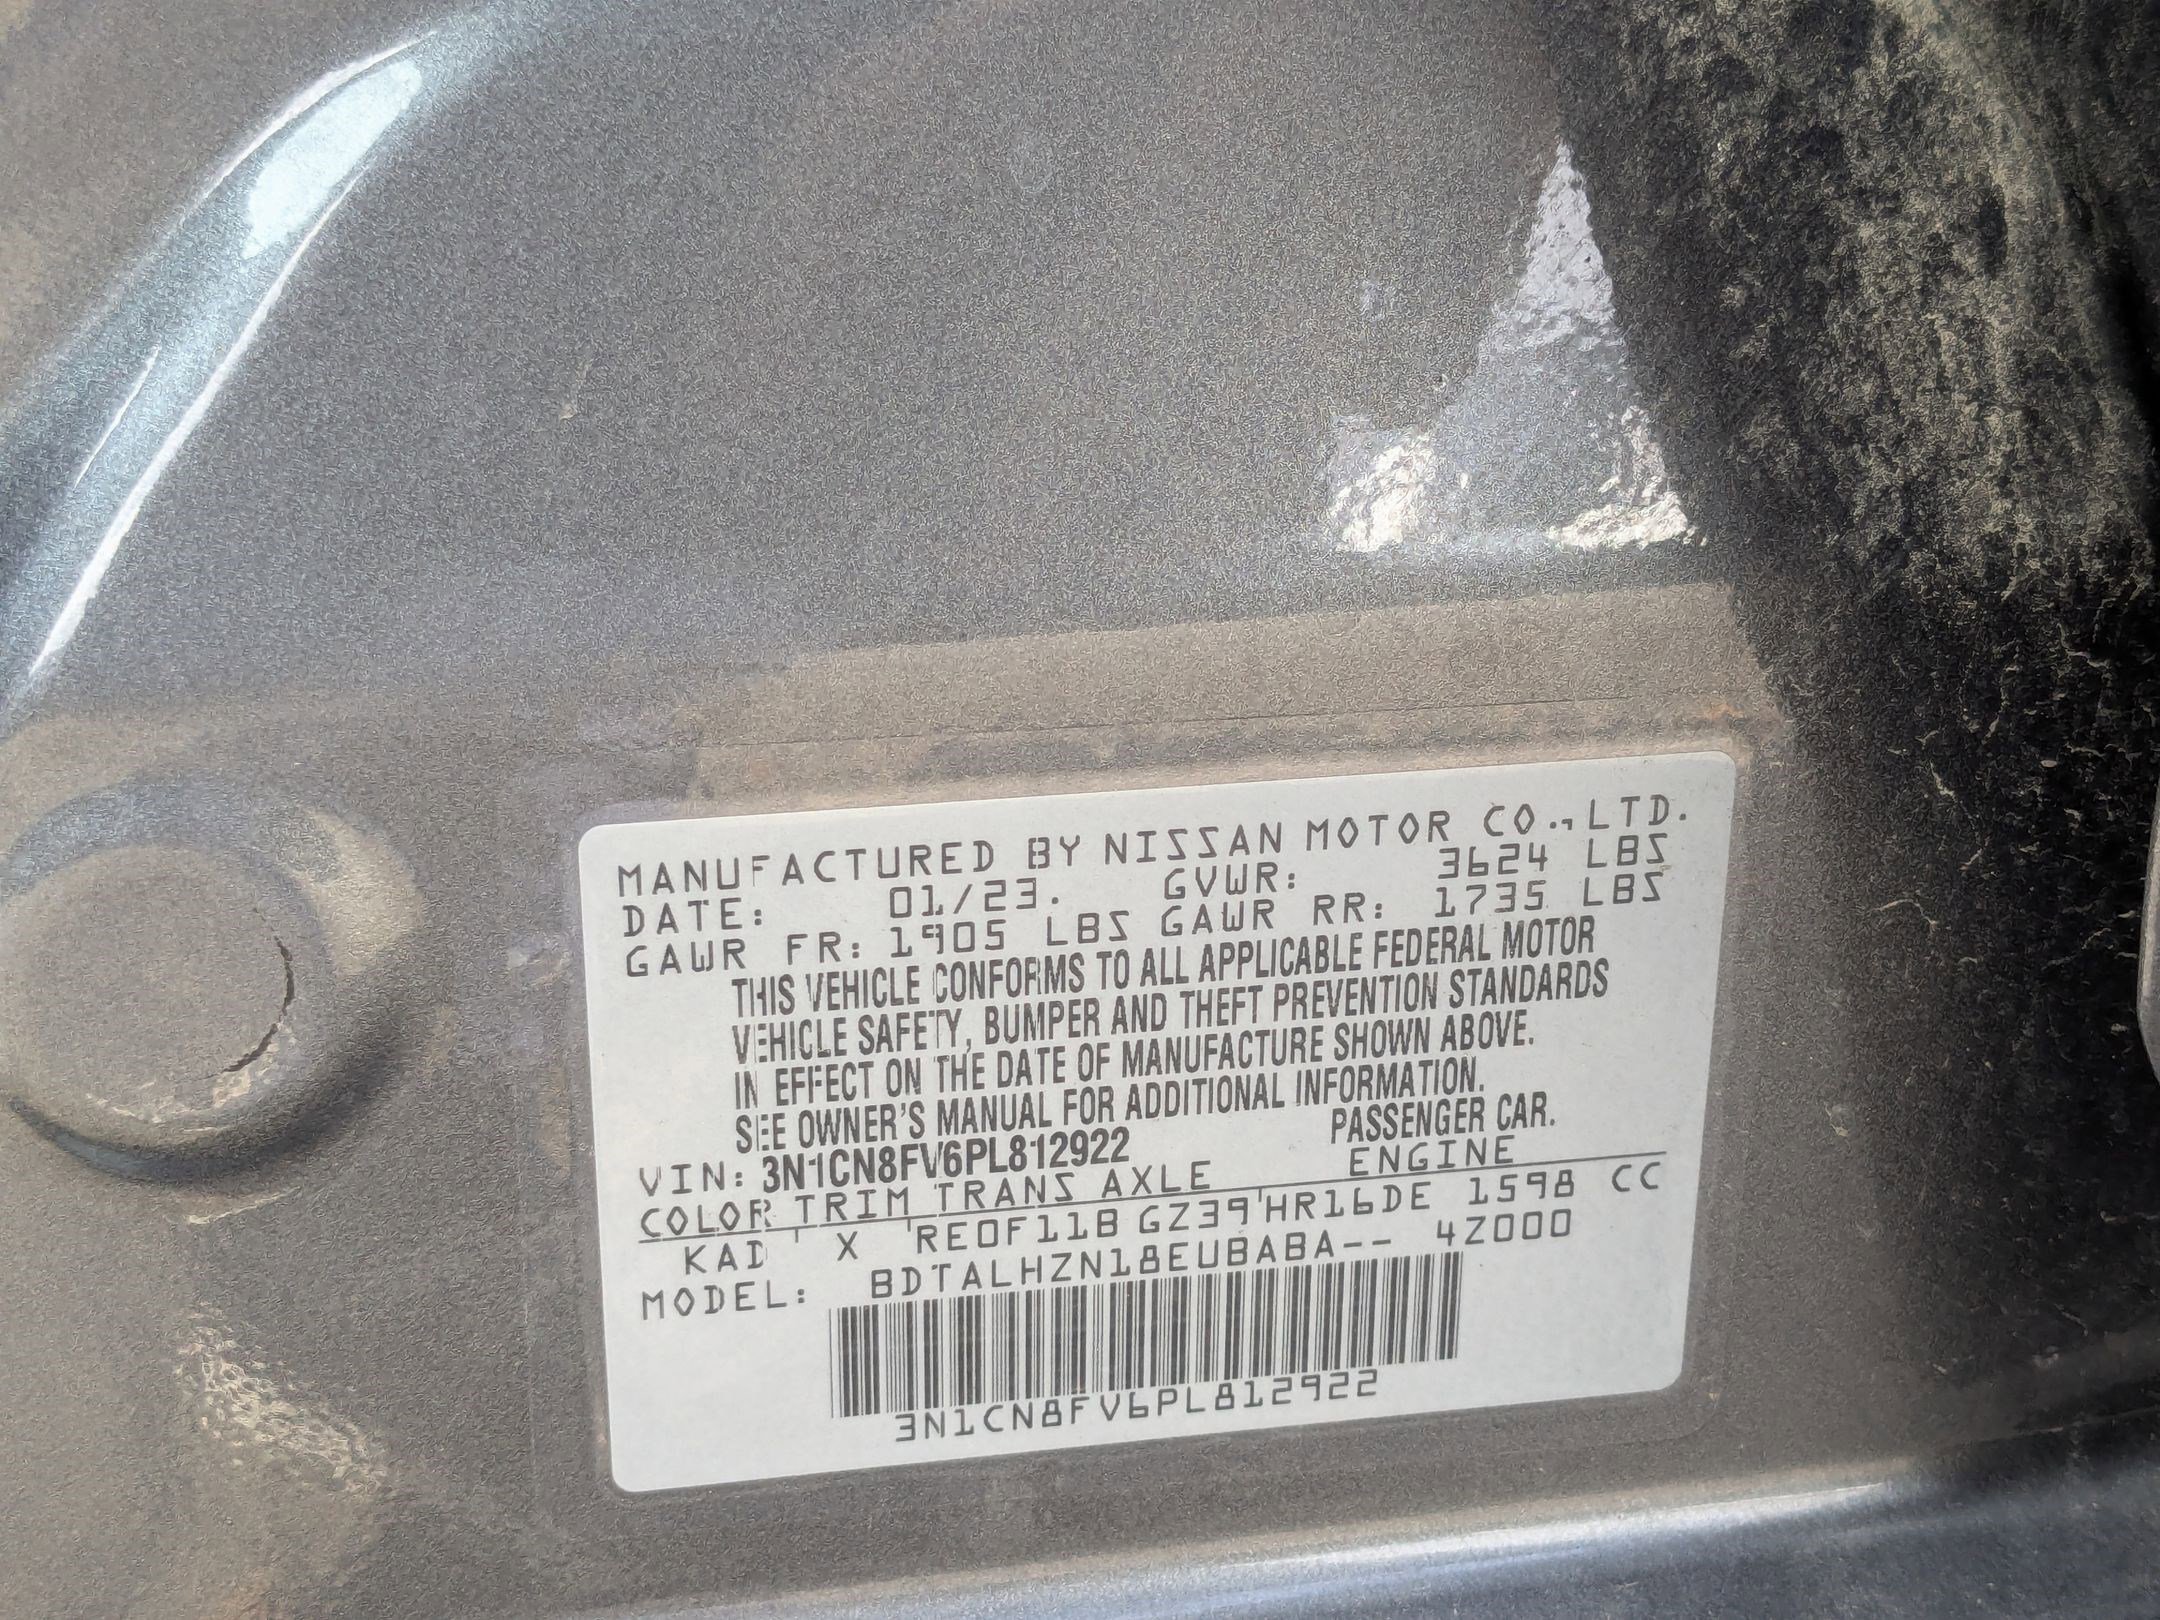 MANUFACTURED BY NISSAN MOTOR CO., LTD.
DATE: 01/23. GVWR: 3624 LBS
GAWR FR: 1905 LBS GAWR RR: 1735 LBS
THIS VEHICLE CONFORMS TO ALL APPLICABLE FEDERAL MOTOR
VEHICLE SAFETY, BUMPER AND THEFT PREVENTION STANDARDS
IN EFFECT ON THE DATE OF MANUFACTURE SHOWN ABOVE.
SEE OWNER'S MANUAL FOR ADDITIONAL INFORMATION.
VIN: 3N1CN8FV6PL812922 PASSENGER CAR.
COLOR TRIM TRANS AXLE ENGINE
KAD X RE0F11B GZ39 HR16DE 1598 CC
MODEL: BDTALHZN18EUBABA-- 4Z000
3N1CN8FV6PL812922